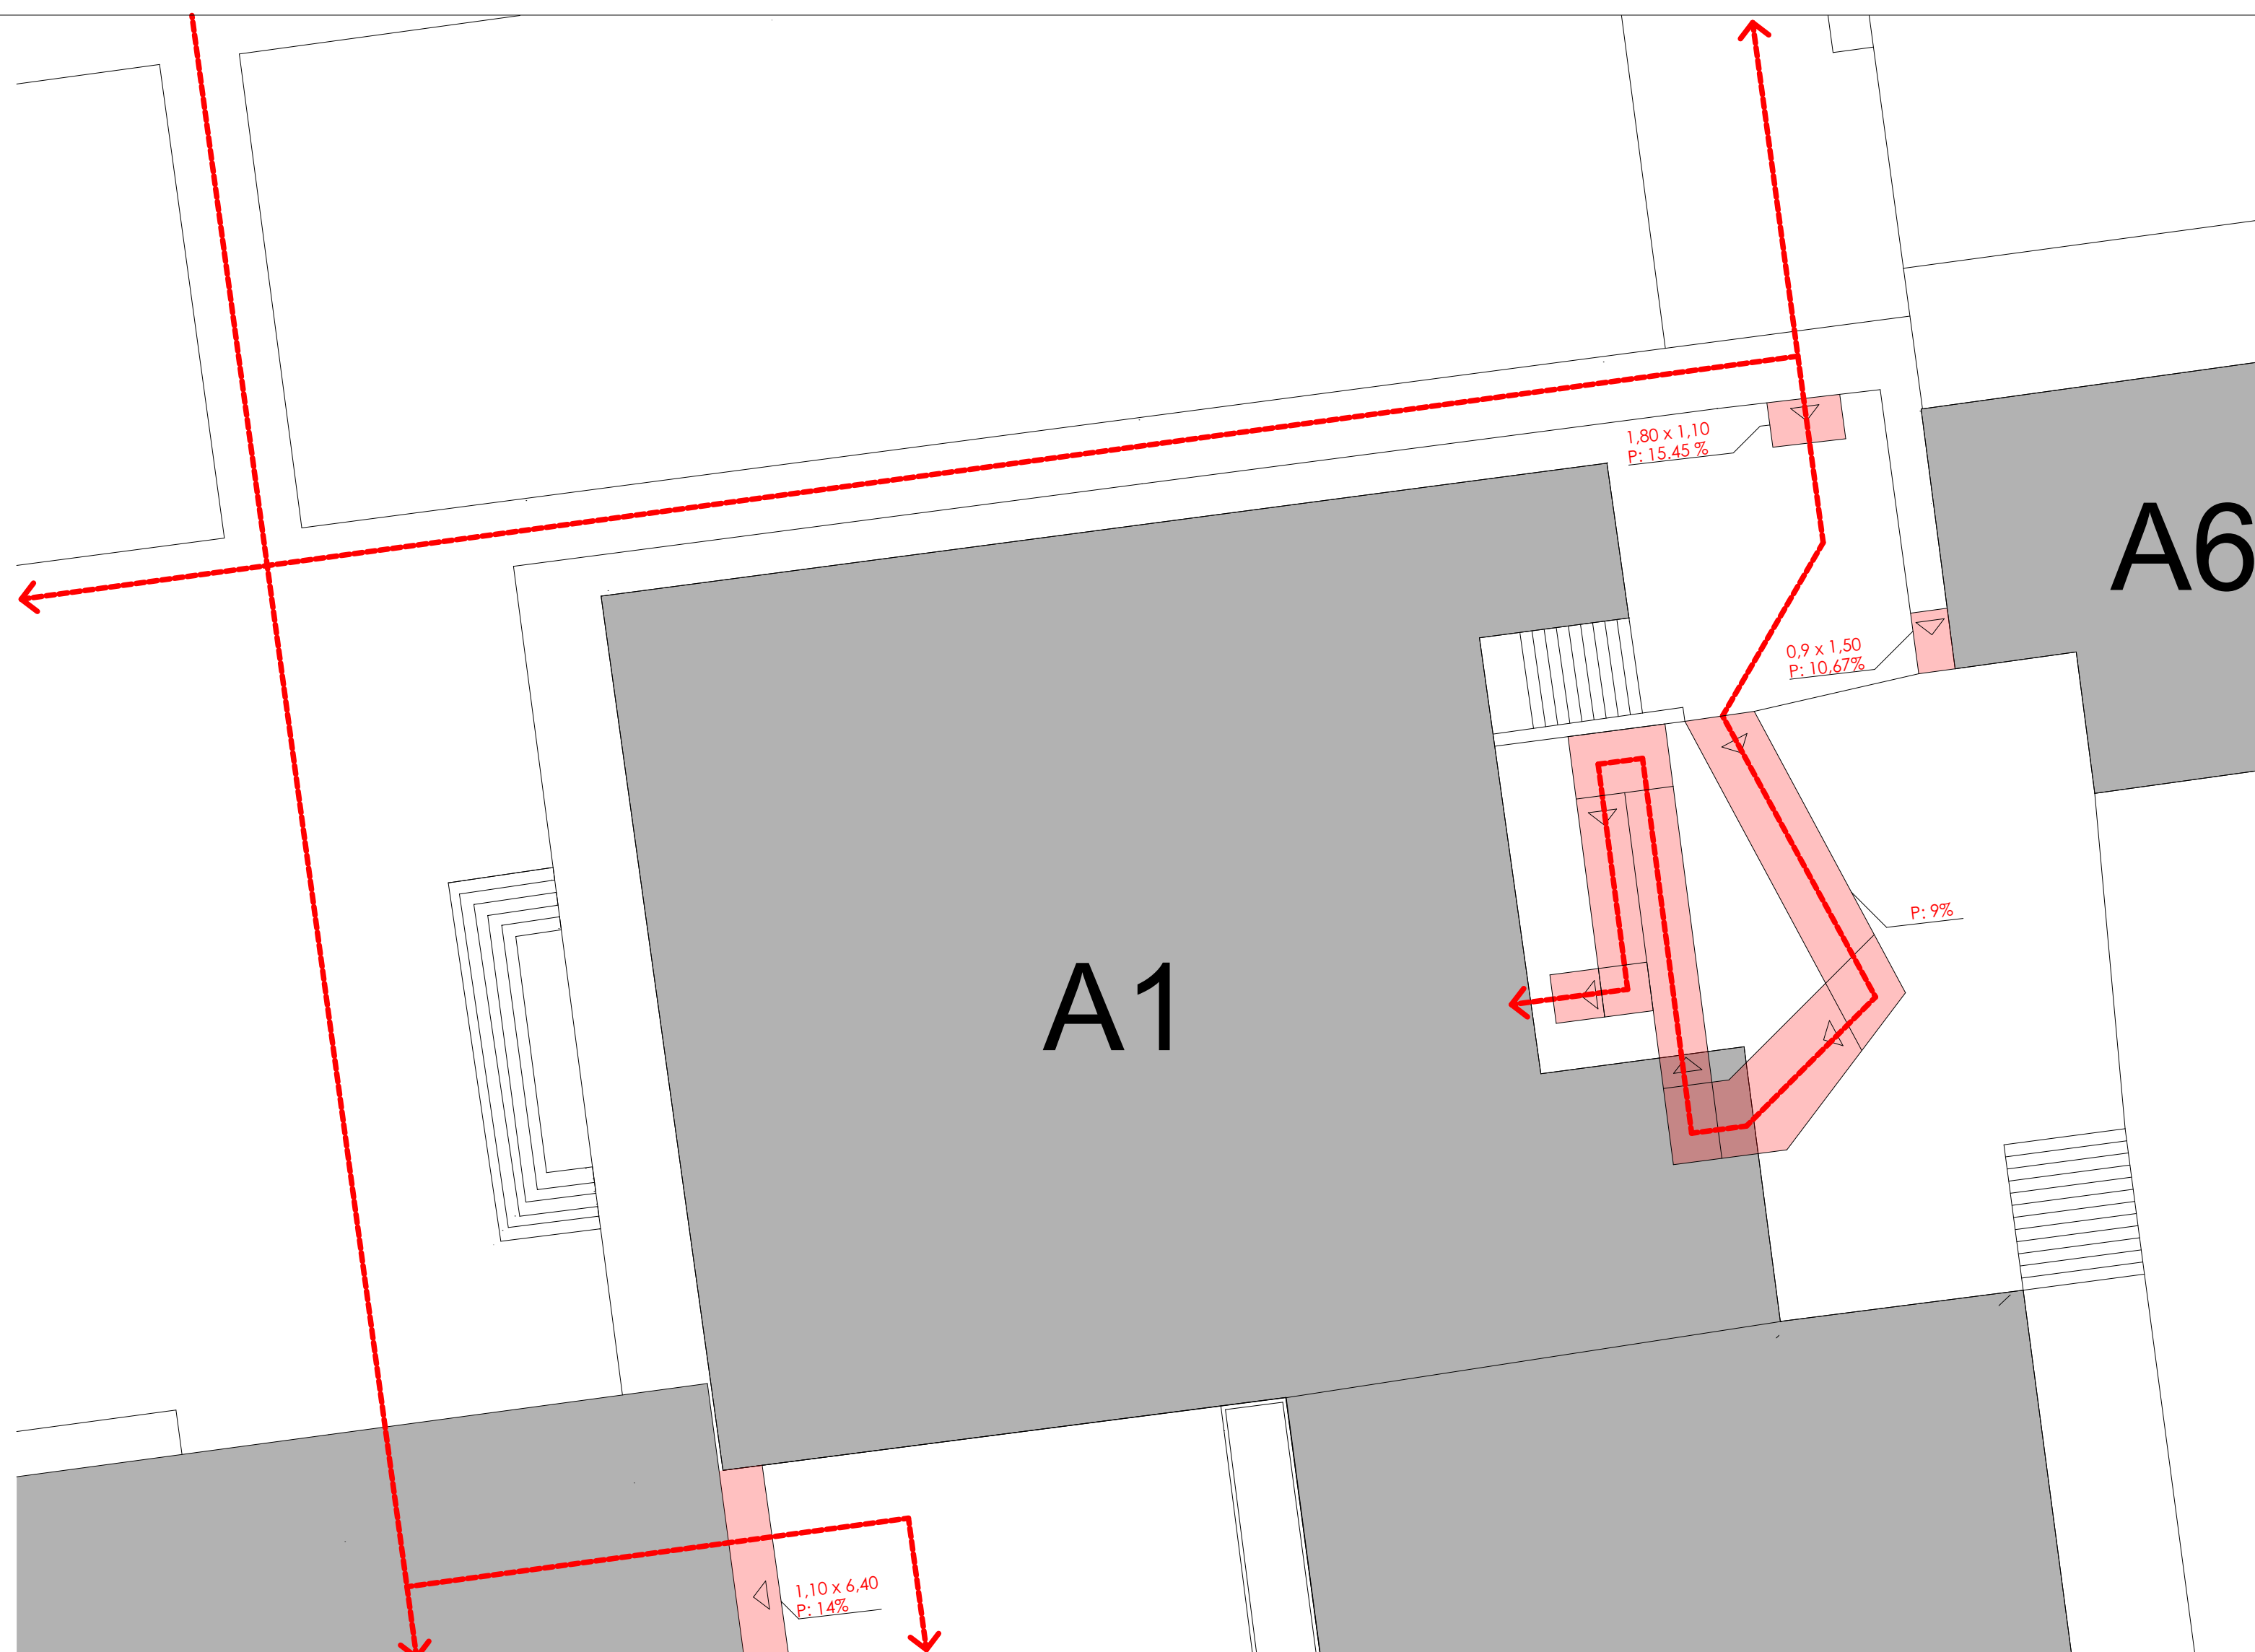 1,80 x 1,10
P: 15.45 %
A6
0,9 x 1,50
P: 10,67%
P: 9%
A1
1,10 x 6,40
P: 14%